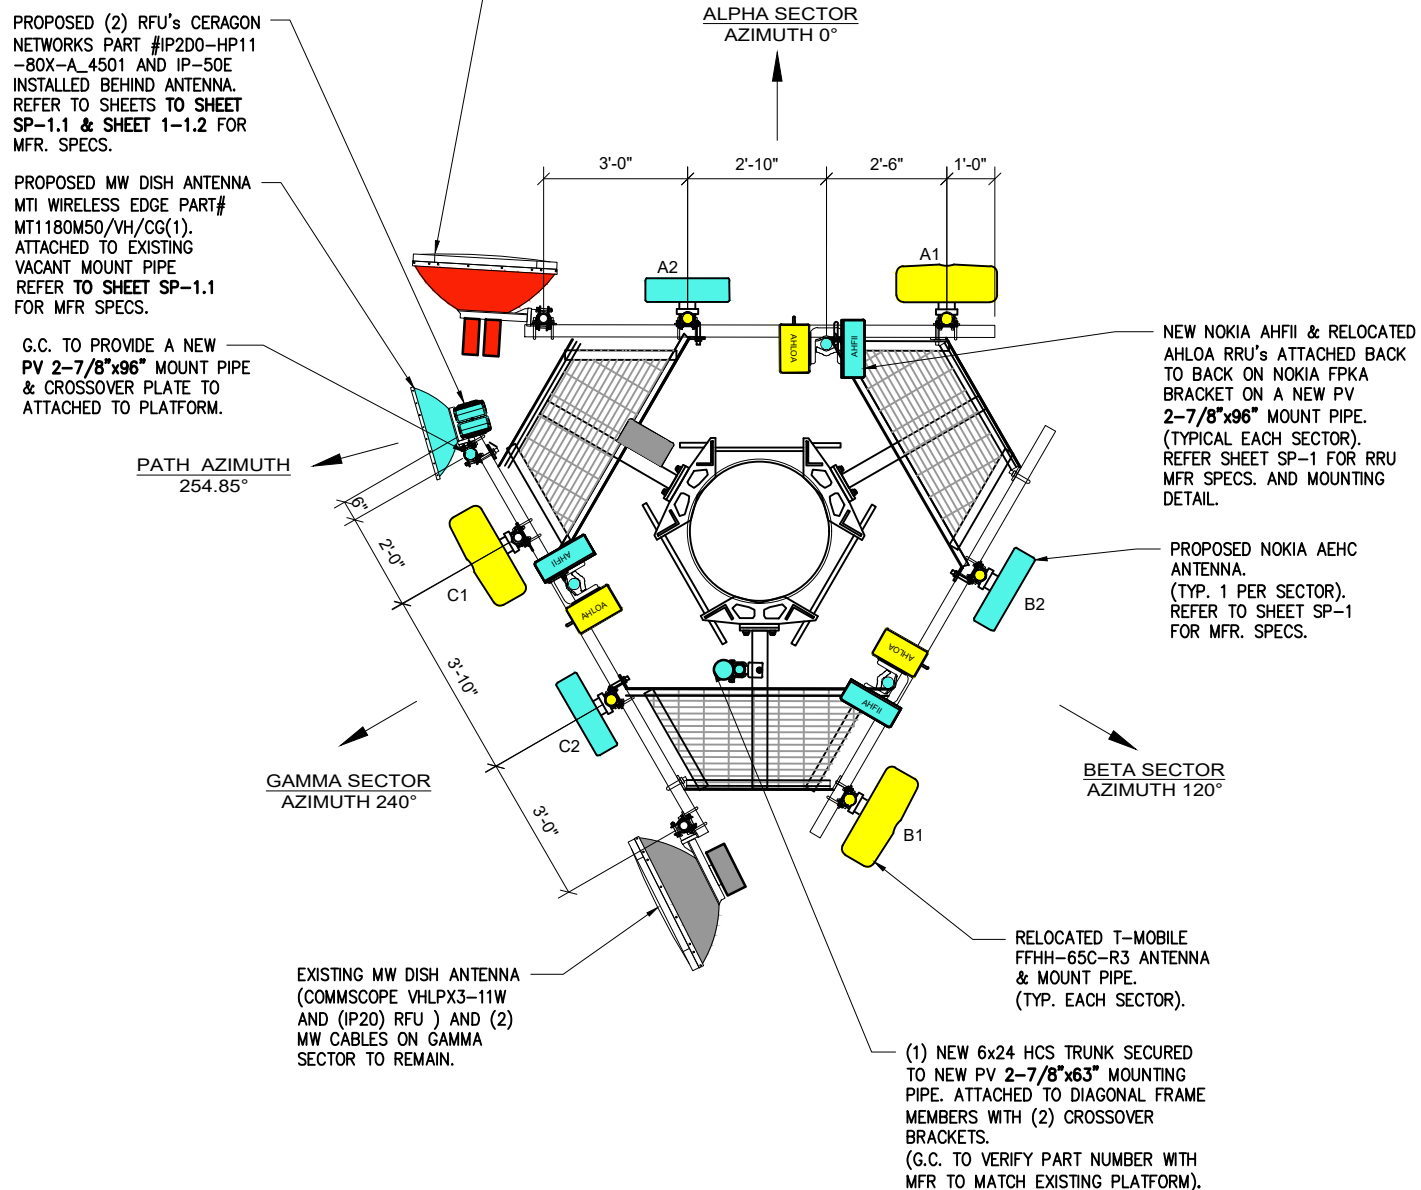 PROPOSED (2) RFU's CERAGON
NETWORKS PART #IP2D0-HP11
-80X-A_4501 AND IP-50E
INSTALLED BEHIND ANTENNA.
REFER TO SHEETS TO SHEET
SP-1.1 & SHEET 1-1.2 FOR
MFR. SPECS.
PROPOSED MW DISH ANTENNA
MTI WIRELESS EDGE PART#
MT1180M50/VH/CG(1).
ATTACHED TO EXISTING
VACANT MOUNT PIPE
REFER TO SHEET SP-1.1
FOR MFR SPECS.
G.C. TO PROVIDE A NEW
PV 2-7/8"x96" MOUNT PIPE
& CROSSOVER PLATE TO
ATTACHED TO PLATFORM.
PATH AZIMUTH
254.85°
ALPHA SECTOR
AZIMUTH 0°
3'-0"
2'-10"
2'-6"
1'-0"
A2
A1
AHLOA
AHFII
NEW NOKIA AHFII & RELOCATED
AHLOA RRU's ATTACHED BACK
TO BACK ON NOKIA FPKA
BRACKET ON A NEW PV
2-7/8"x96" MOUNT PIPE.
(TYPICAL EACH SECTOR).
REFER SHEET SP-1 FOR RRU
MFR SPECS. AND MOUNTING
DETAIL.
PROPOSED NOKIA AEHC
ANTENNA.
(TYP. 1 PER SECTOR).
REFER TO SHEET SP-1
FOR MFR. SPECS.
6"
2'-0"
3'-10"
3'-0"
C1
AHFII
AHLOA
C2
B2
AHLOA
AHFII
B1
GAMMA SECTOR
AZIMUTH 240°
BETA SECTOR
AZIMUTH 120°
EXISTING MW DISH ANTENNA
(COMMSCOPE VHLPX3-11W
AND (IP20) RFU ) AND (2)
MW CABLES ON GAMMA
SECTOR TO REMAIN.
RELOCATED T-MOBILE
FFHH-65C-R3 ANTENNA
& MOUNT PIPE.
(TYP. EACH SECTOR).
(1) NEW 6x24 HCS TRUNK SECURED
TO NEW PV 2-7/8"x63" MOUNTING
PIPE. ATTACHED TO DIAGONAL FRAME
MEMBERS WITH (2) CROSSOVER
BRACKETS.
(G.C. TO VERIFY PART NUMBER WITH
MFR TO MATCH EXISTING PLATFORM).